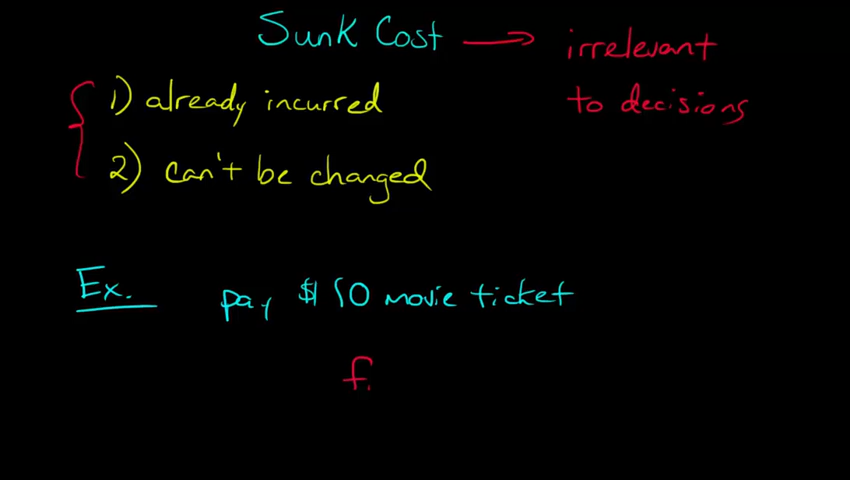 Sunk Cost → irrelevant
to decisions
1) already incurred
2) can't be changed
Ex. pay $10 movie ticket
f